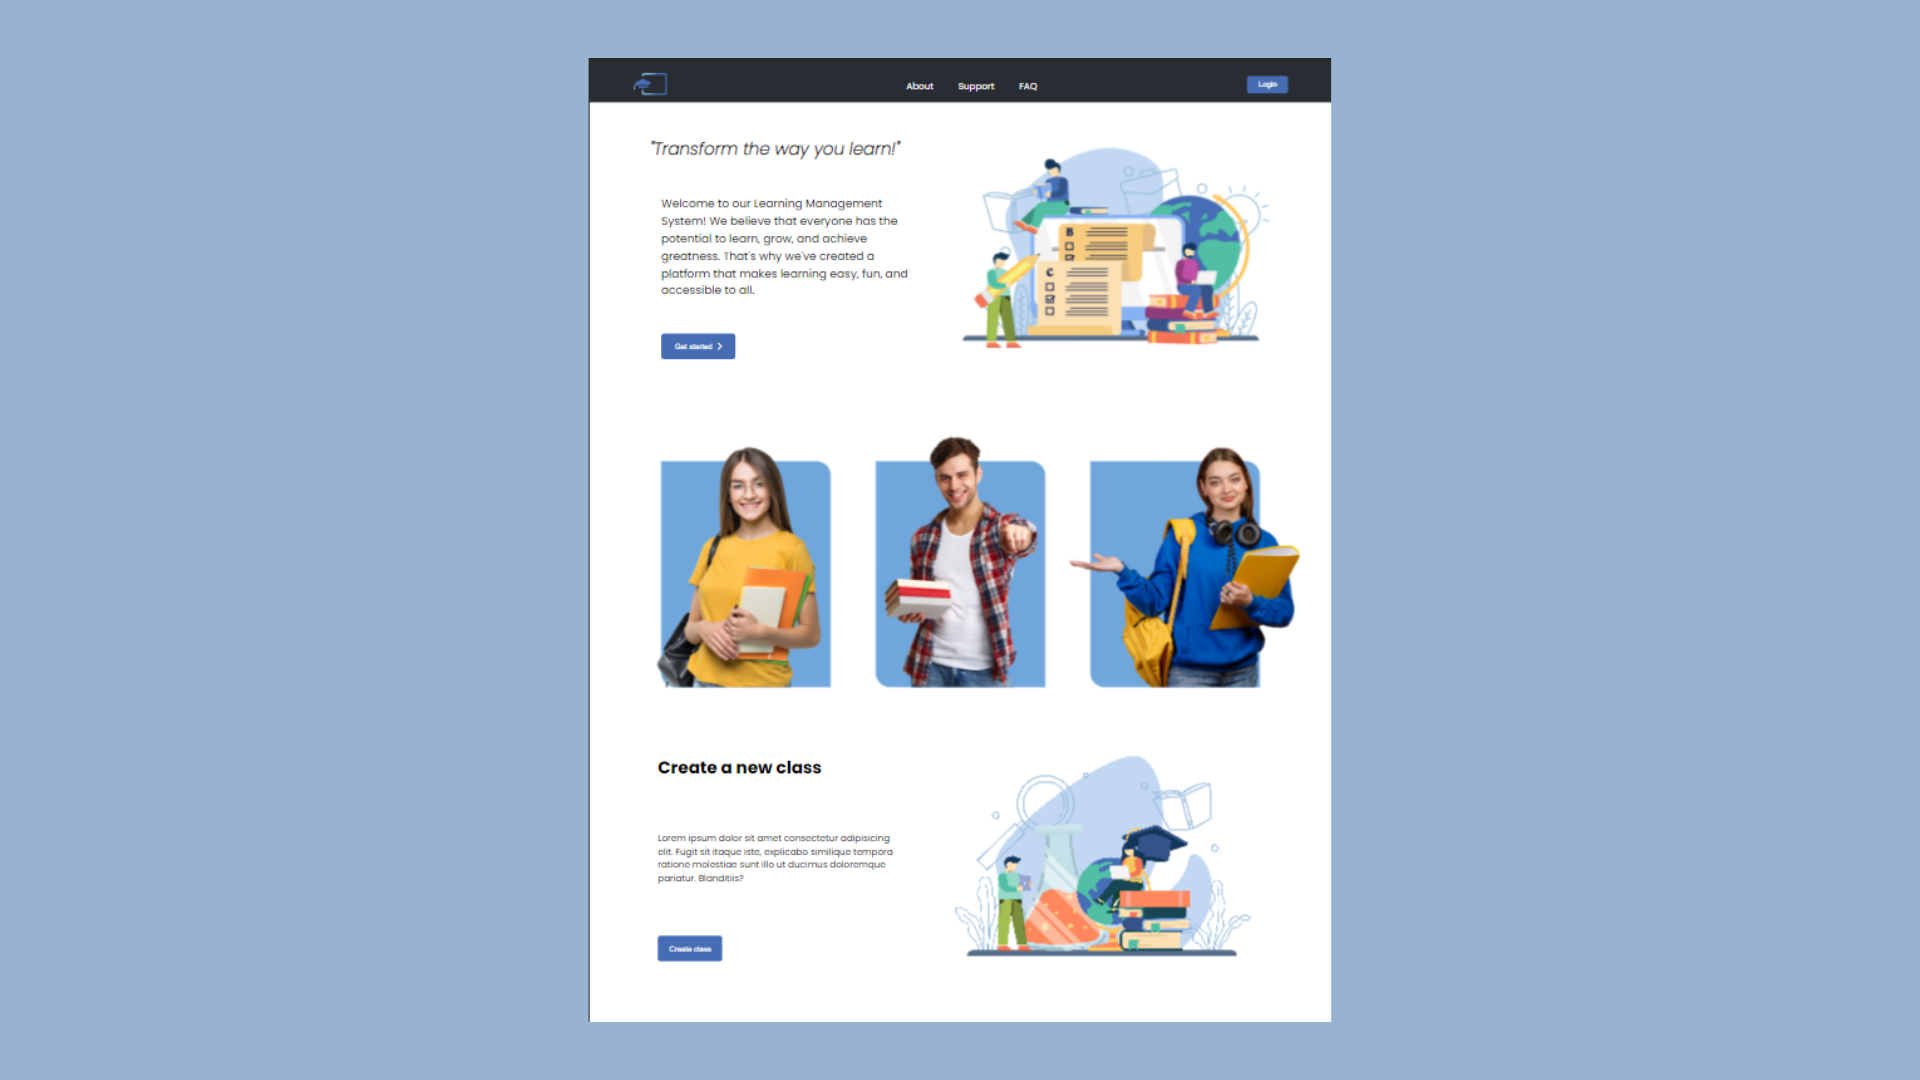 About Support FAQ Login
"Transform the way you learn!"
Welcome to our Learning Management
System! We believe that everyone has the
potential to learn, grow, and achieve
greatness. That's why we've created a
platform that makes learning easy, fun, and
accessible to all.
Get started
B
C
Create a new class
Lorem ipsum dolor sit amet consectetur adipisicing
elit. Fugit sit itaque iste, explicabo similique tempora
ratione molestiae sunt illo ut ducimus doloremque
pariatur. Blanditiis?
Create class